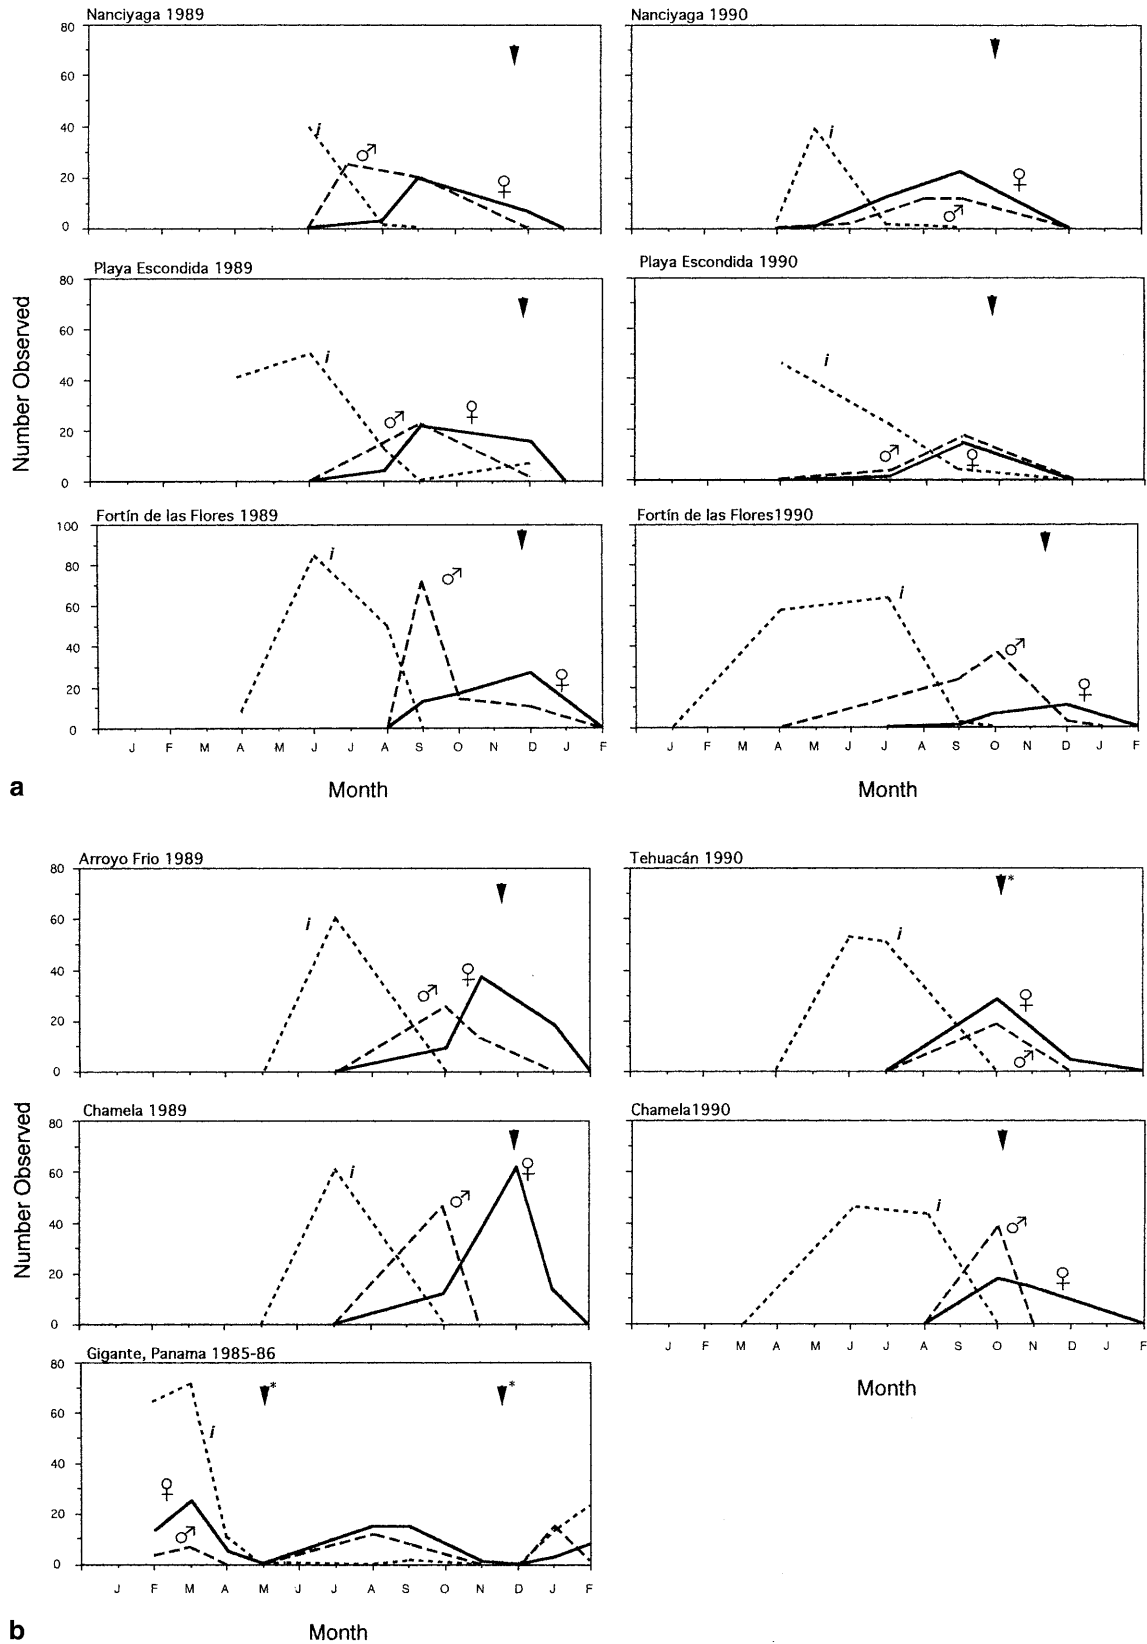 Nanciyaga 1989
Nanciyaga 1990
80
60
40
20
0
i
♂
♀
i
♀
♂
Playa Escondida 1989
Playa Escondida 1990
80
60
40
20
0
i
♂
♀
i
♂
♀
Number Observed
Fortín de las Flores 1989
Fortín de las Flores1990
100
80
60
40
20
0
i
♂
♀
i
♂
♀
J F M A M J J A S O N D J F
J F M A M J J A S O N D J F
a
Month
Month
Arroyo Frio 1989
Tehuacán 1990
80
60
40
20
0
i
♂
♀
*
i
♀
♂
Chamela 1989
Chamela1990
80
60
40
20
0
i
♂
♀
i
♂
♀
Number Observed
J F M A M J J A S O N D J F
Month
Gigante, Panama 1985-86
80
60
40
20
0
*
*
i
♀
♂
J F M A M J J A S O N D J F
b
Month